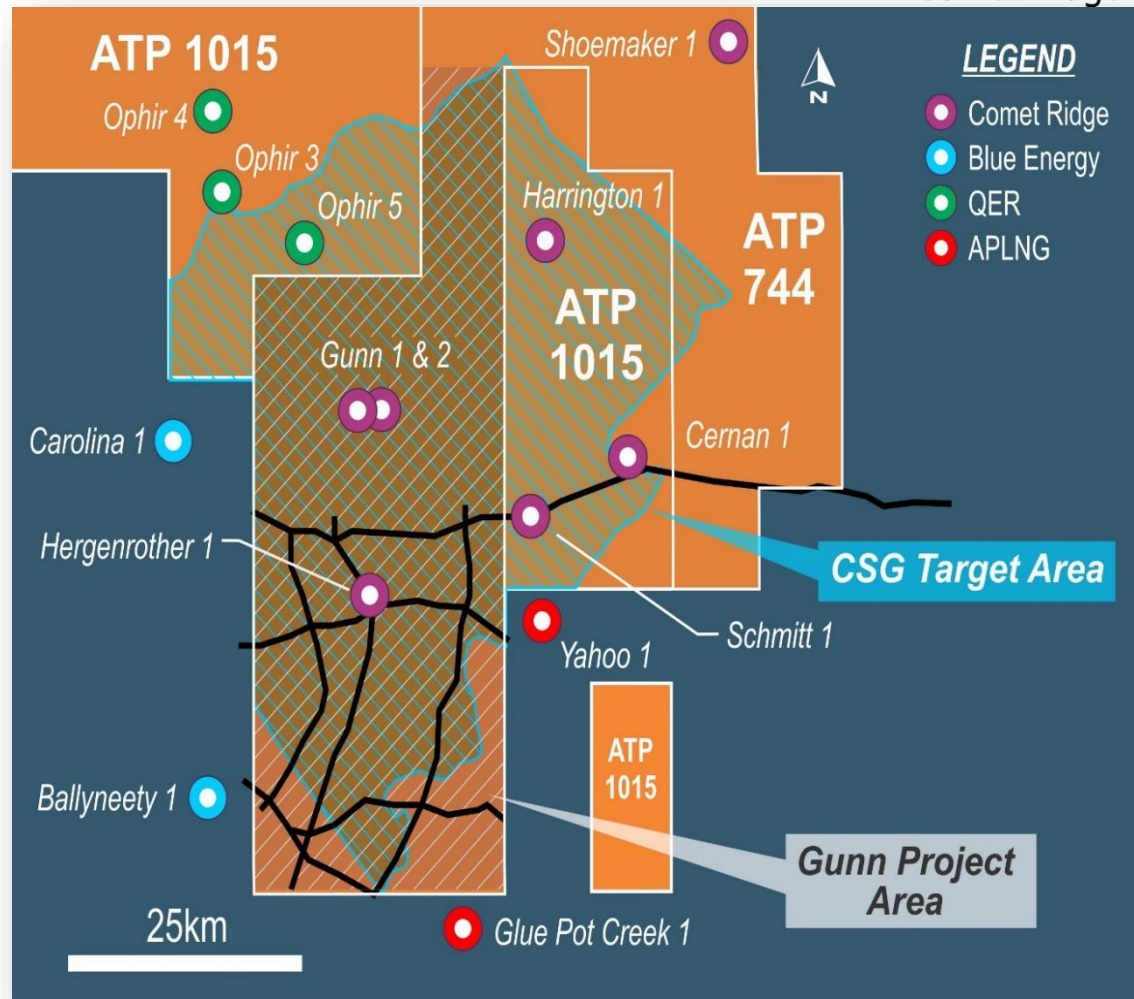 ATP 1015
Shoemaker 1
N
LEGEND
Comet Ridge
Blue Energy
QER
APLNG
Ophir 4
Ophir 3
Ophir 5
Harrington 1
ATP
744
ATP
1015
Gunn 1 & 2
Carolina 1
Cernan 1
Hergenrother 1
CSG Target Area
Schmitt 1
Yahoo 1
ATP
1015
Ballyneety 1
Gunn Project
Area
25km
Glue Pot Creek 1